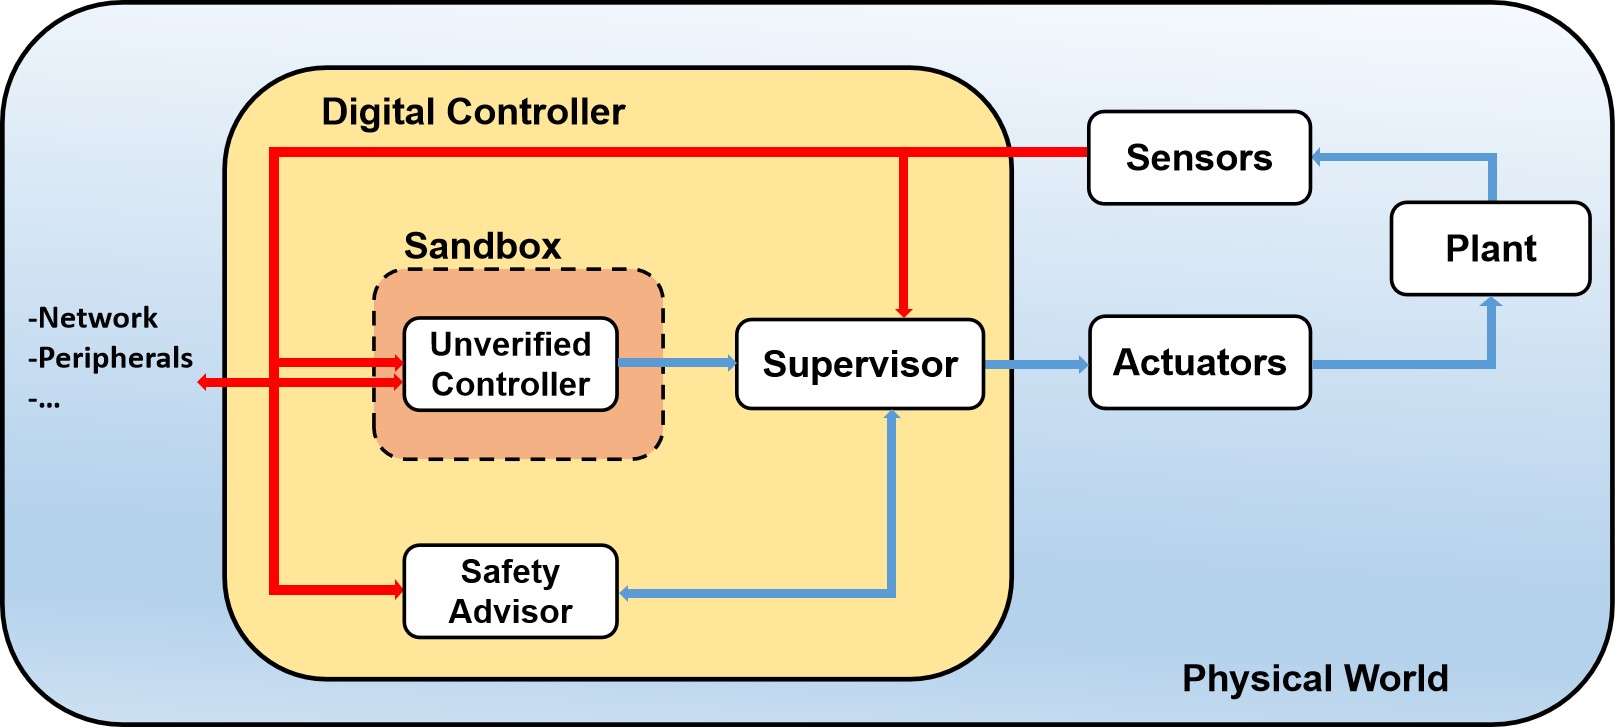 Digital Controller
Sensors
Plant
Sandbox
-Network
-Peripherals
-...
Unverified
Controller
Supervisor
Actuators
Safety
Advisor
Physical World